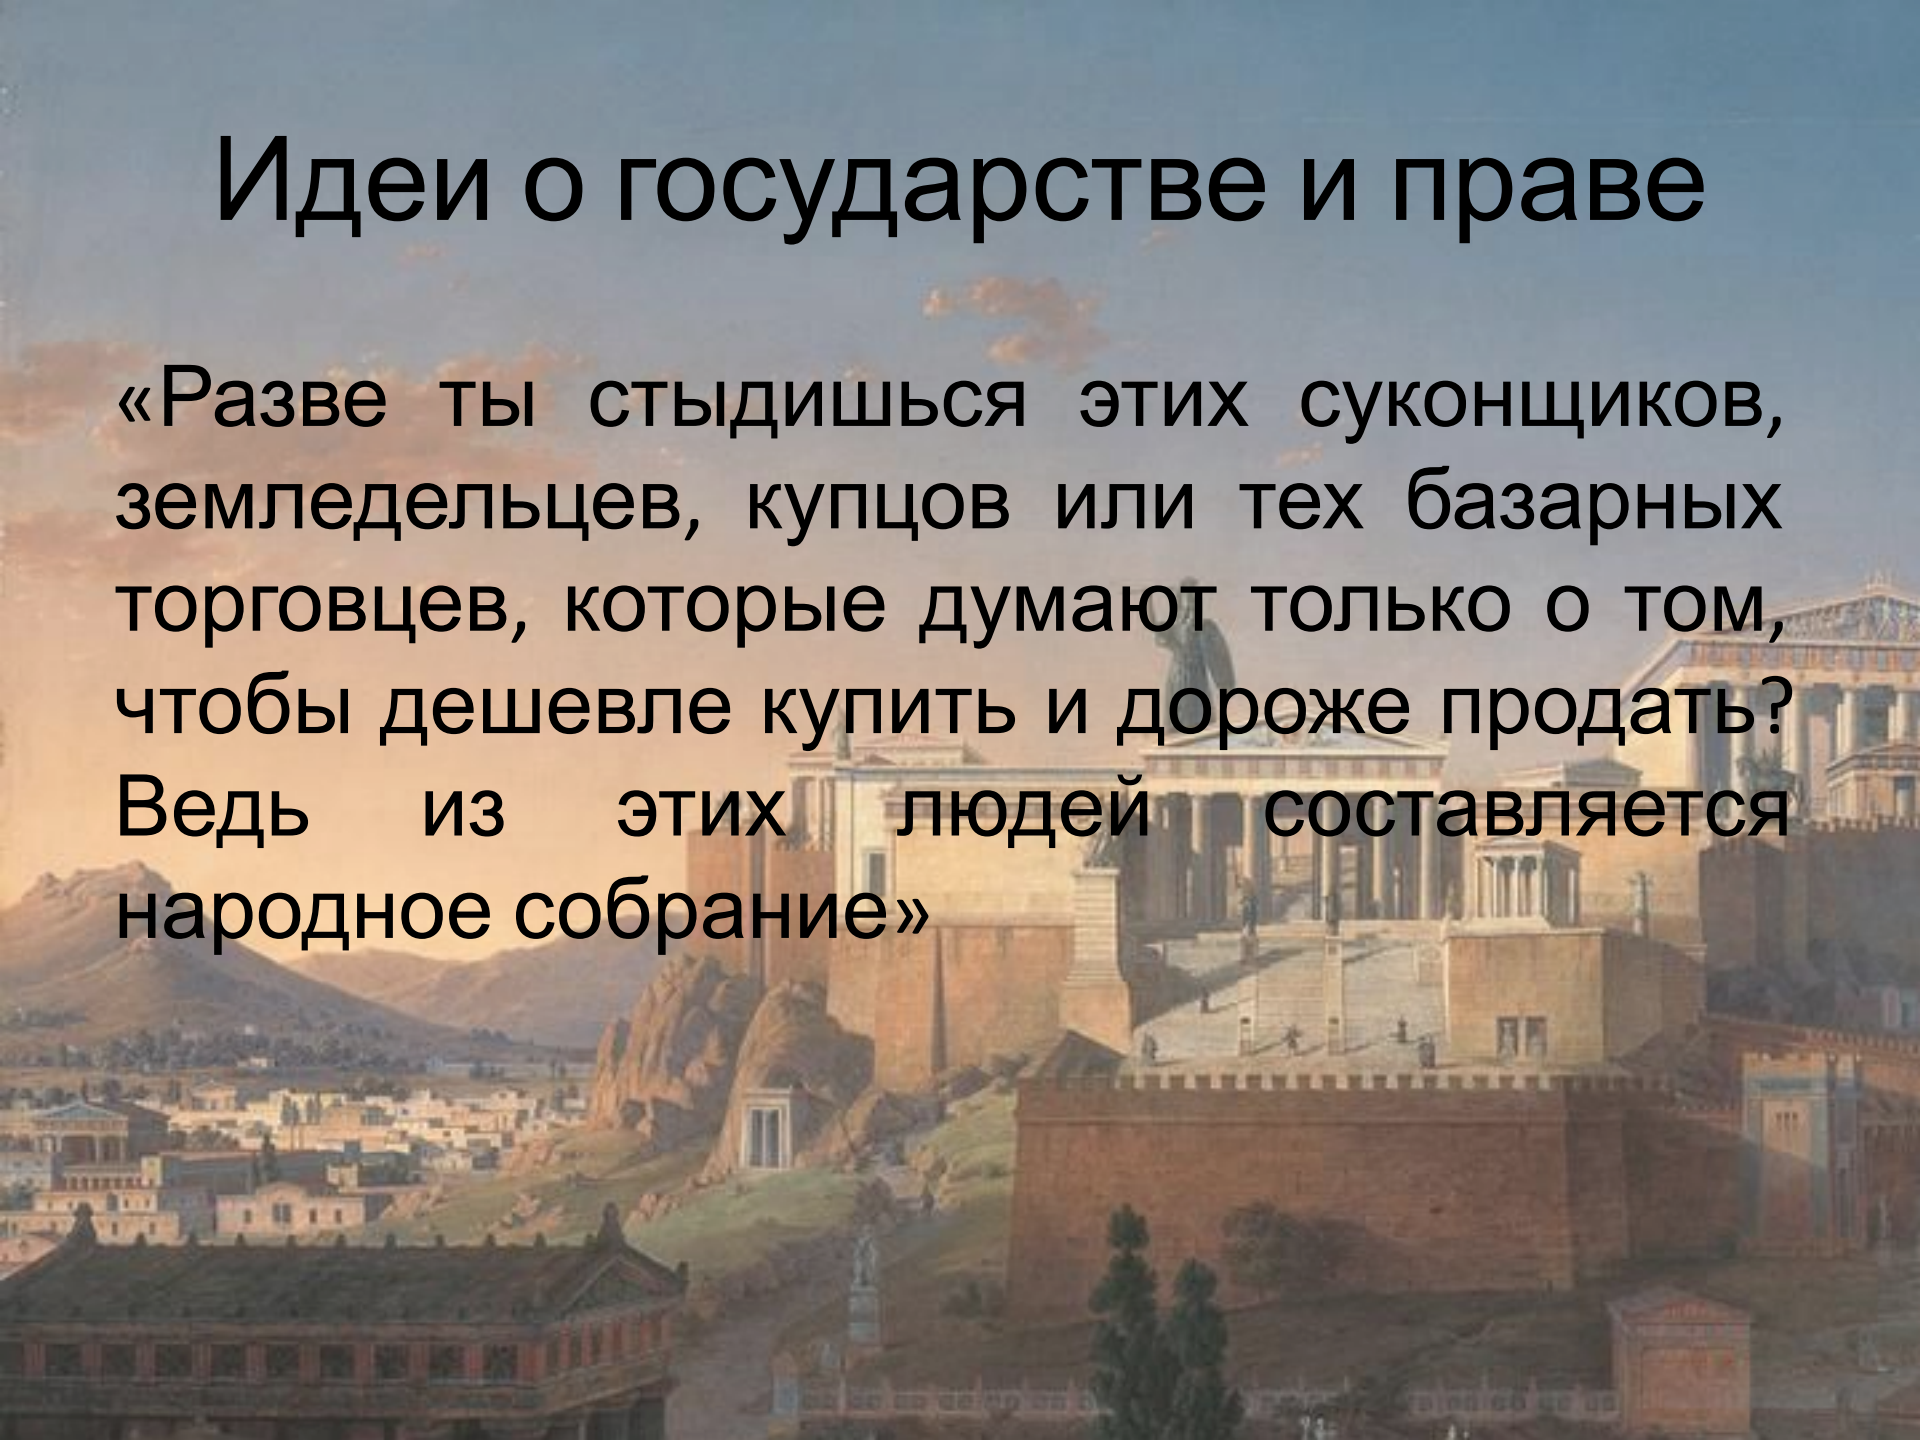 Идеи о государстве и праве
«Разве ты стыдишься этих суконщиков,
земледельцев, купцов или тех базарных
торговцев, которые думают только о том,
чтобы дешевле купить и дороже продать?
Ведь из этих людей составляется
народное собрание»